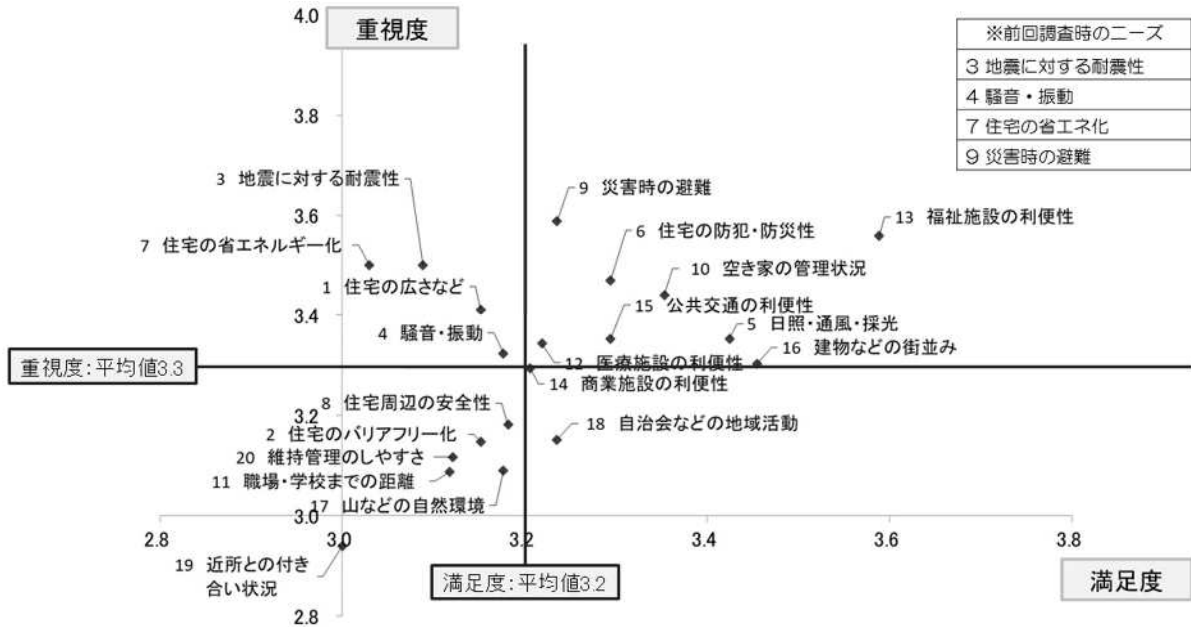 4.0
重視度
※前回調査時のニーズ
3 地震に対する耐震性
4 騒音・振動
7 住宅の省エネ化
9 災害時の避難
3.8
3 地震に対する耐震性
9 災害時の避難
3.6
13 福祉施設の利便性
7 住宅の省エネルギー化
6 住宅の防犯・防災性
10 空き家の管理状況
1 住宅の広さなど
15 公共交通の利便性
3.4
4 騒音・振動
5 日照・通風・採光
16 建物などの街並み
12 医療施設の利便性
重視度:平均値3.3
14 商業施設の利便性
8 住宅周辺の安全性
3.2
18 自治会などの地域活動
2 住宅のバリアフリー化
20 維持管理のしやすさ
11 職場・学校までの距離
17 山などの自然環境
3.0
2.8
3.0
3.2
3.4
3.6
3.8
19 近所との付き
合い状況
満足度:平均値3.2
満足度
2.8